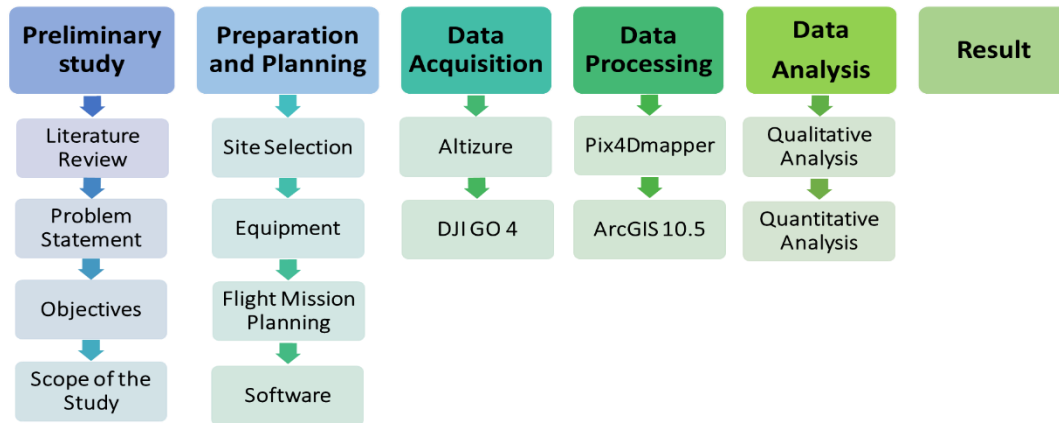 Preliminary
study
Literature
Review
Problem
Statement
Objectives
Scope of the
Study
Preparation
and Planning
Site Selection
Equipment
Flight Mission
Planning
Software
Data
Acquisition
Altizure
DJI GO 4
Data
Processing
Pix4Dmapper
ArcGIS 10.5
Data
Analysis
Qualitative
Analysis
Quantitative
Analysis
Result